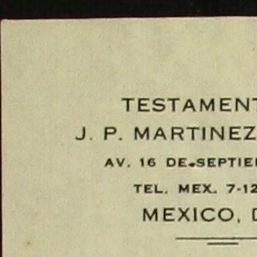 TESTAMENT
J. P. MARTINEZ
AV. 16 DE SEPTIE
TEL. MEX. 7-12
MEXICO, D